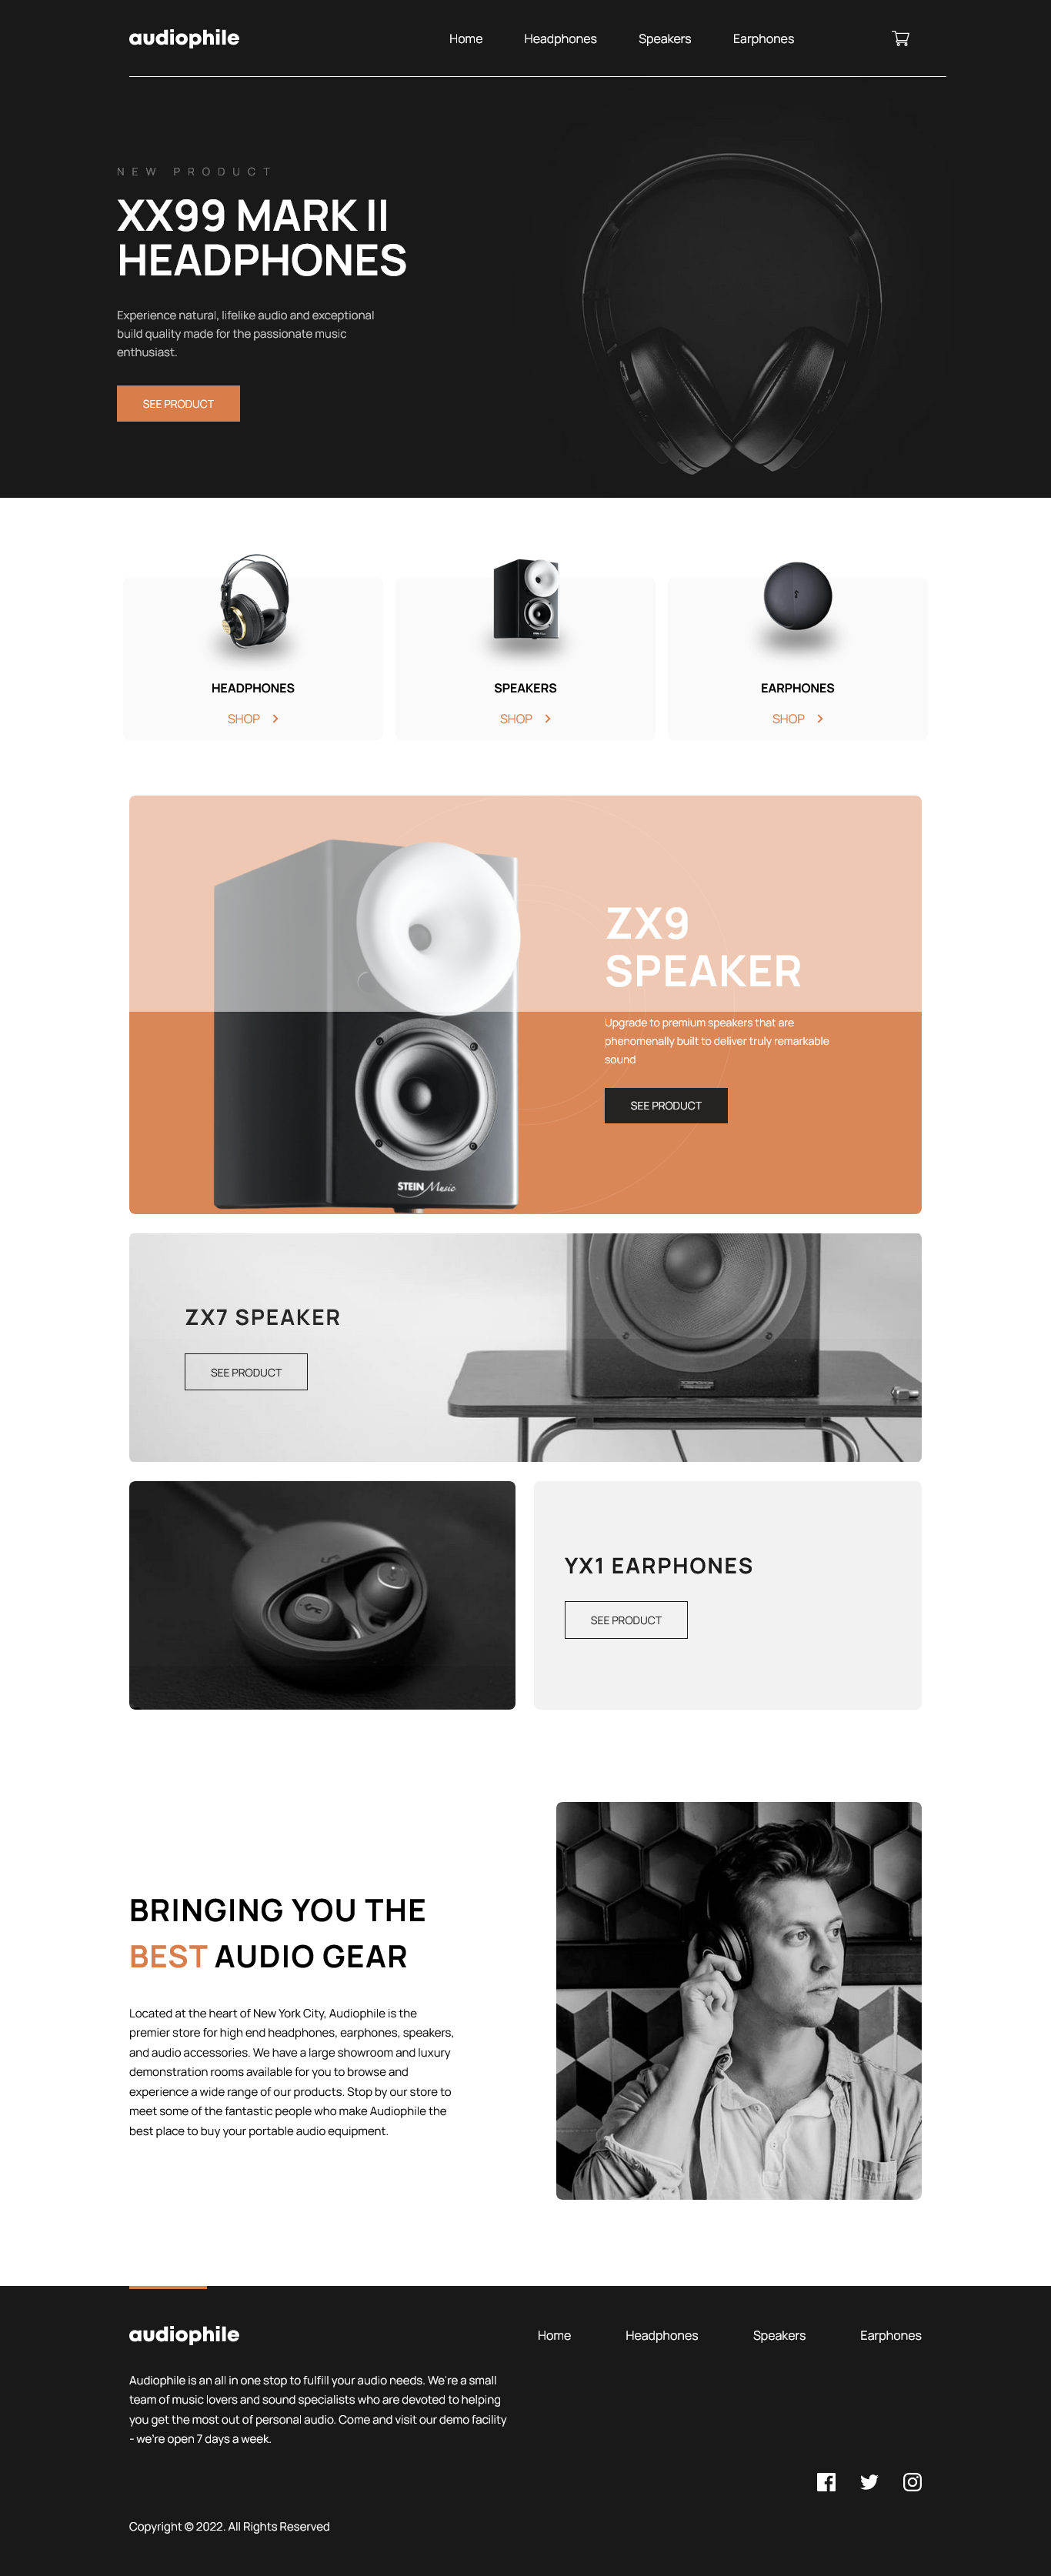 audiophile
Home Headphones Speakers Earphones
NEW PRODUCT
XX99 MARK II
HEADPHONES
Experience natural, lifelike audio and exceptional
build quality made for the passionate music
enthusiast.
SEE PRODUCT
HEADPHONES
SHOP
SPEAKERS
SHOP
EARPHONES
SHOP
ZX9
SPEAKER
Upgrade to premium speakers that are
phenomenally built to deliver truly remarkable
sound
SEE PRODUCT
STEIN Music
ZX7 SPEAKER
SEE PRODUCT
YX1 EARPHONES
SEE PRODUCT
BRINGING YOU THE
BEST AUDIO GEAR
Located at the heart of New York City, Audiophile is the
premier store for high end headphones, earphones, speakers,
and audio accessories. We have a large showroom and luxury
demonstration rooms available for you to browse and
experience a wide range of our products. Stop by our store to
meet some of the fantastic people who make Audiophile the
best place to buy your portable audio equipment.
audiophile
Home Headphones Speakers Earphones
Audiophile is an all in one stop to fulfill your audio needs. We're a small
team of music lovers and sound specialists who are devoted to helping
you get the most out of personal audio. Come and visit our demo facility
- we're open 7 days a week.
Copyright © 2022. All Rights Reserved